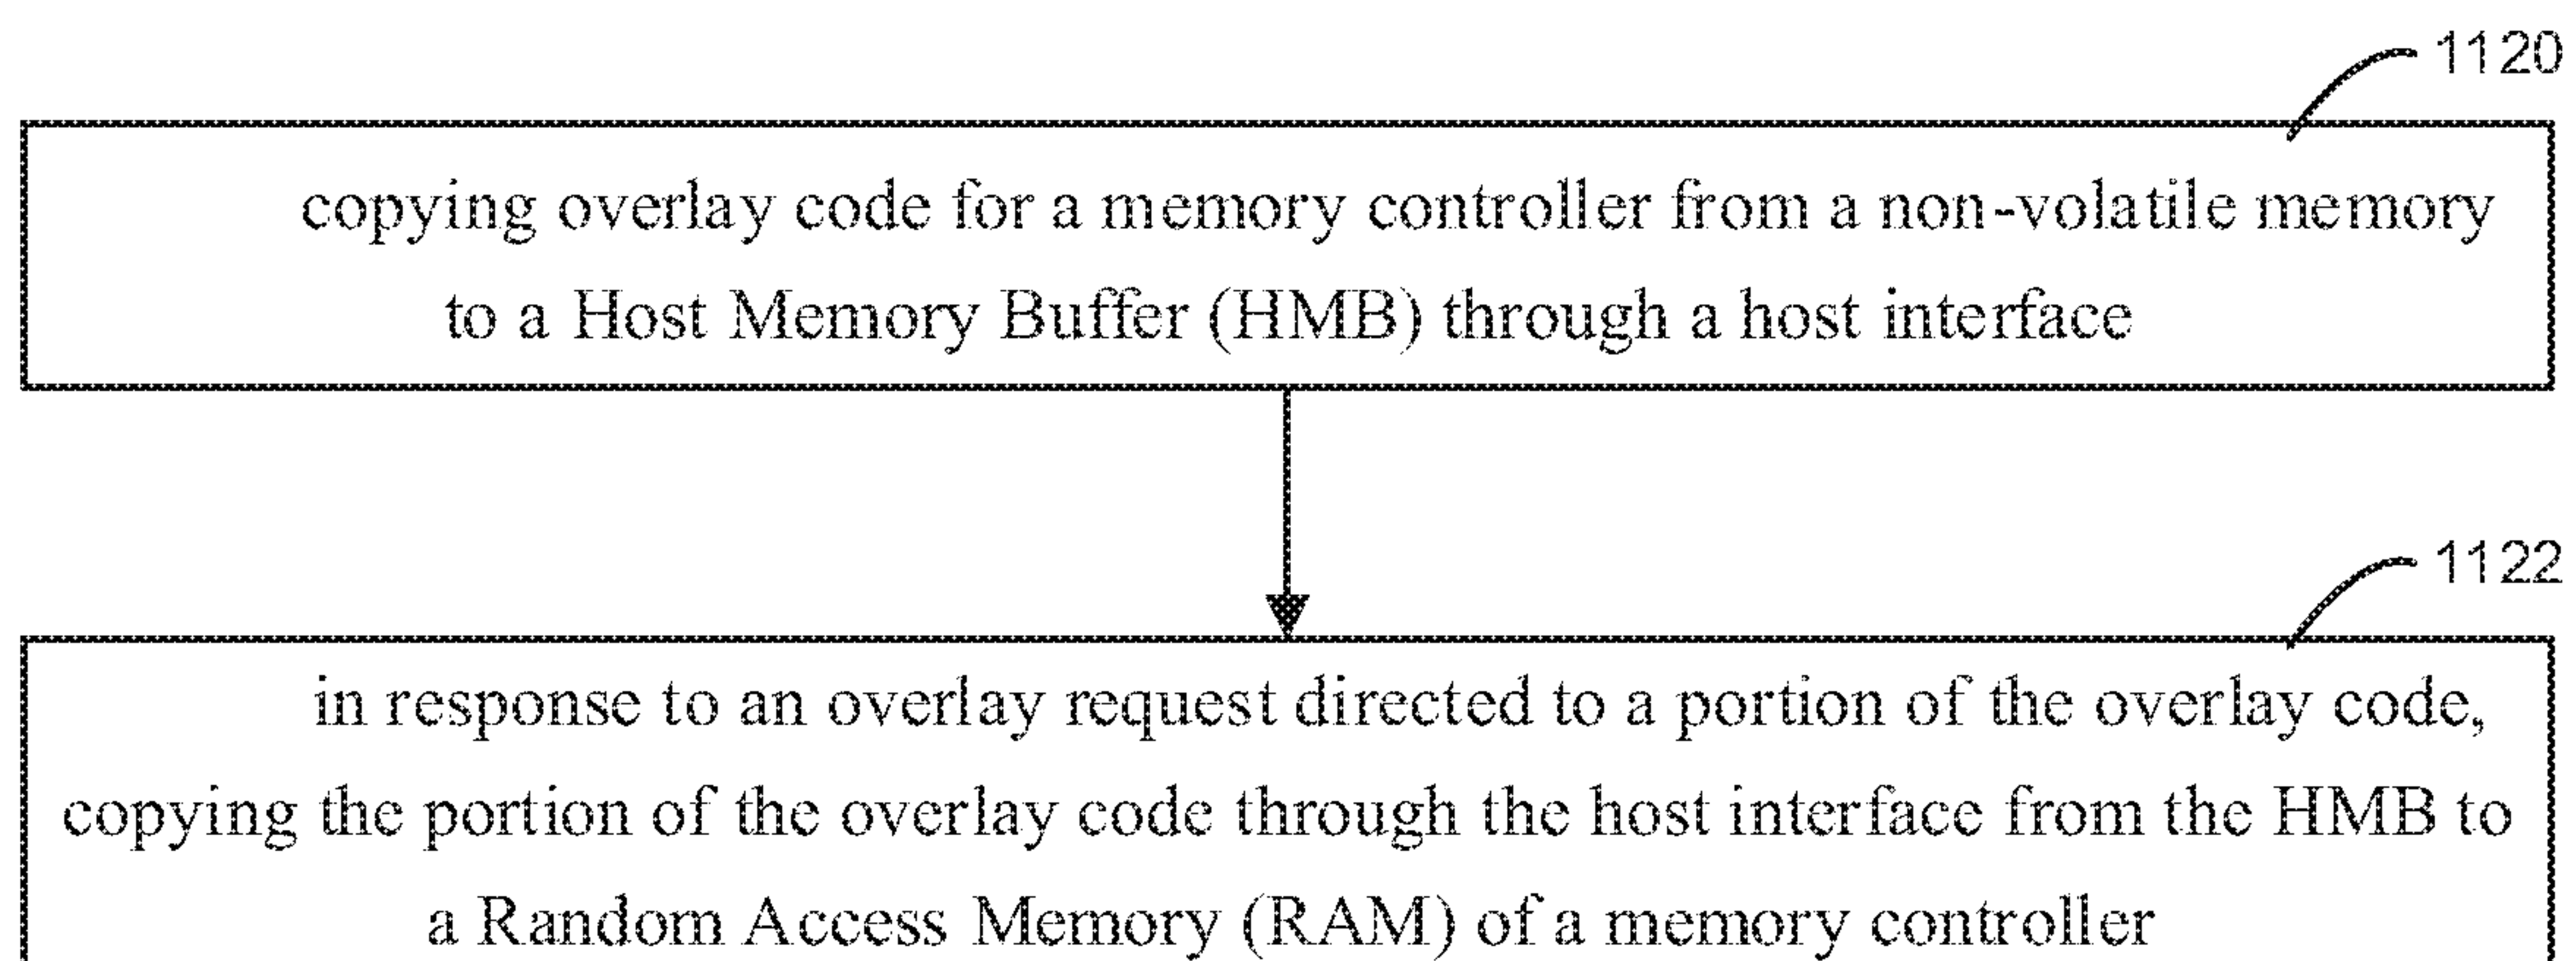 1120
copying overlay code for a memory controller from a non-volatile memory
to a Host Memory Buffer (HMB) through a host interface
1122
in response to an overlay request directed to a portion of the overlay code,
copying the portion of the overlay code through the host interface from the HMB to
a Random Access Memory (RAM) of a memory controller